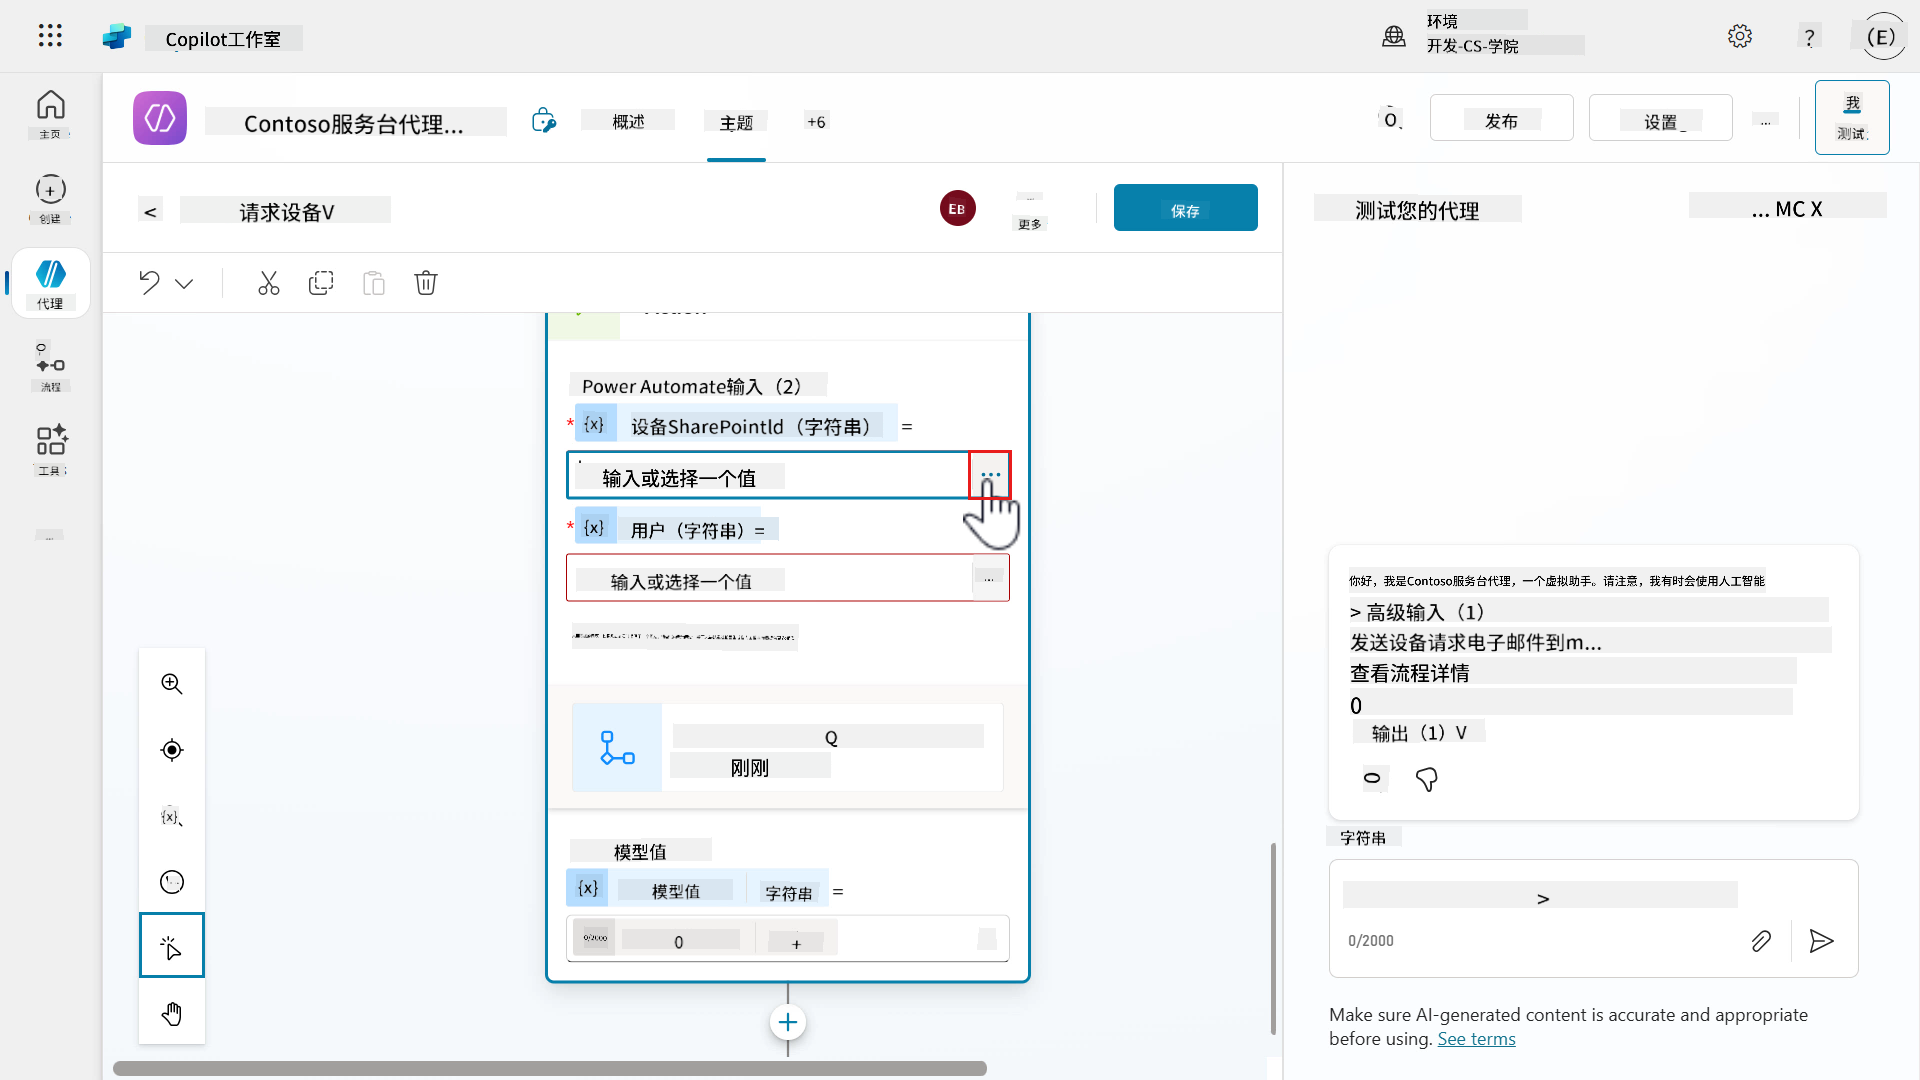 Copilot工作室
环境
开发-CS-学院
?
(E)
主页
创建
代理
流程
工具
Contoso服务台代理...
概述
主题
+6
发布
设置
...
我
测试
<
请求设备V
EB
更多
保存
Power Automate输入（2）
* {x} 设备SharePointld（字符串） =
输入或选择一个值
...
* {x} 用户（字符串）=
输入或选择一个值
...
Q
刚刚
模型值
{x} 模型值 字符串 =
0/2000 0 +
{x}
测试您的代理
... MC X
你好，我是Contoso服务台代理，一个虚拟助手。请注意，我有时会使用人工智能
> 高级输入（1）
发送设备请求电子邮件到m...
查看流程详情
0
输出（1）V
字符串
>
0/2000
Make sure AI-generated content is accurate and appropriate
before using. See terms